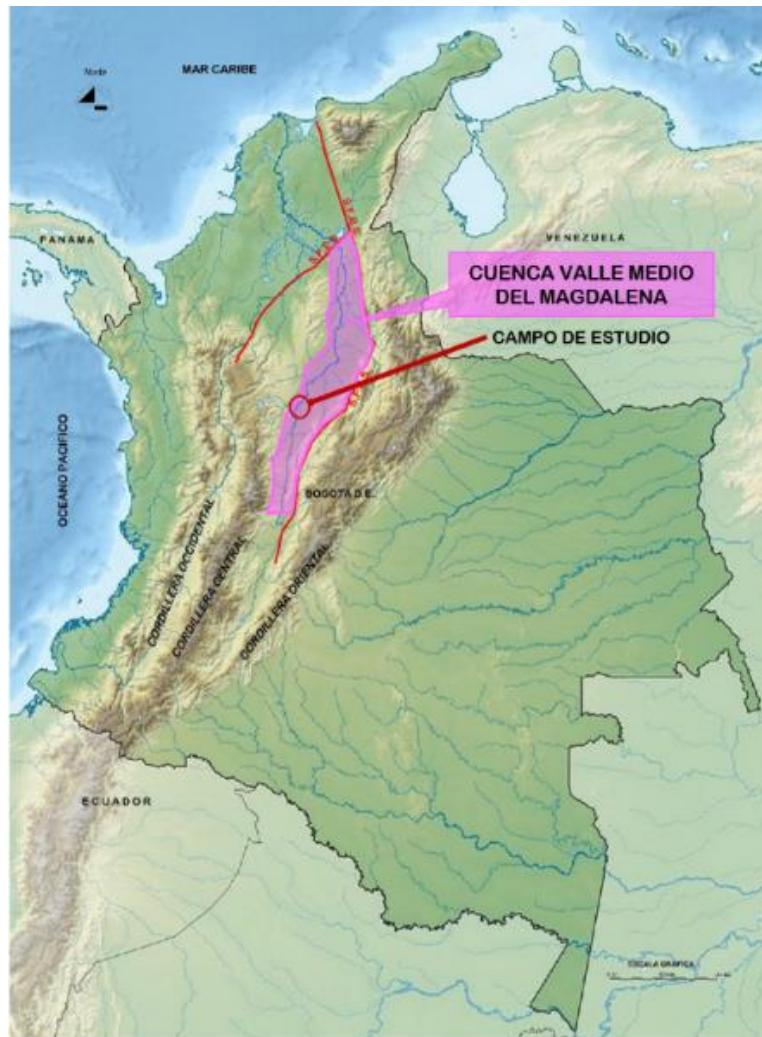 Norte
MAR CARIBE
PANAMA
VENEZUELA
CUENCA VALLE MEDIO
DEL MAGDALENA
CAMPO DE ESTUDIO
OCEANO PACIFICO
BOGOTA D.E.
CORDILLERA OCCIDENTAL
CORDILLERA CENTRAL
CORDILLERA ORIENTAL
ECUADOR
ESCALA GRÁFICA